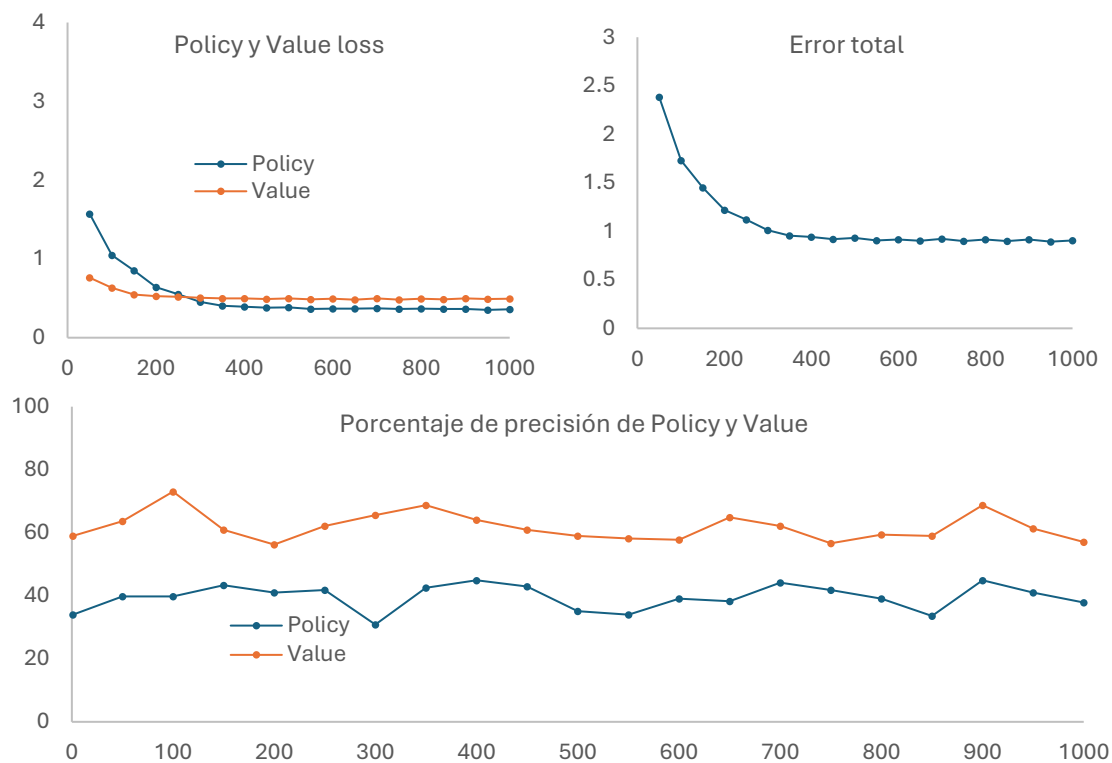 Policy y Value loss
4
3
2
1
0
0 200 400 600 800 1000
Policy
Value
Error total
3
2.5
2
1.5
1
0.5
0
0 200 400 600 800 1000
Porcentaje de precisión de Policy y Value
100
80
60
40
20
0
0 100 200 300 400 500 600 700 800 900 1000
Policy
Value